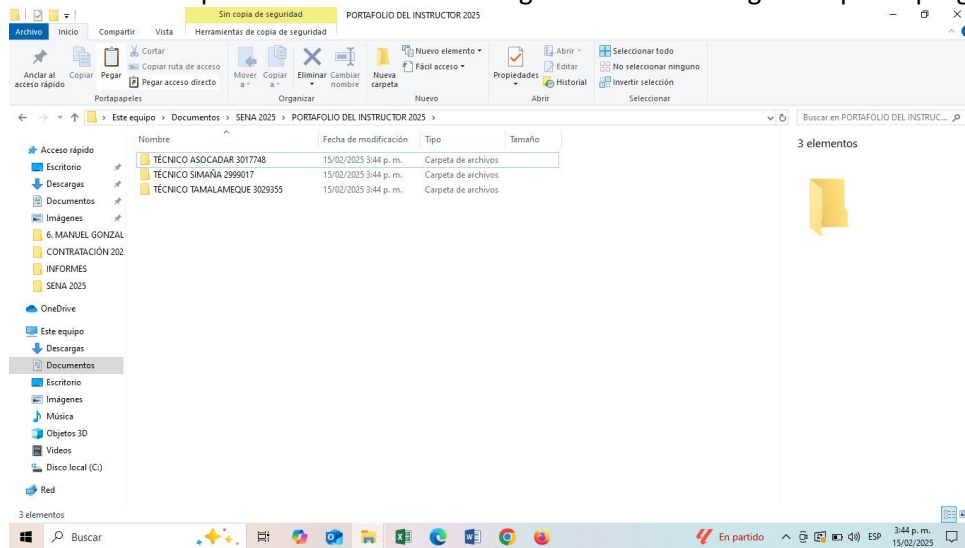 Sin copia de seguridad
PORTAFOLIO DEL INSTRUCTOR 2025
Archivo Inicio Compartir Vista Herramientas de copia de seguridad
Anclar al acceso rápido
Copiar
Pegar
Cortar
Copiar ruta de acceso
Pegar acceso directo
Mover a
Copiar a
Eliminar
Cambiar nombre
Nueva carpeta
Nuevo elemento
Fácil acceso
Propiedades
Abrir
Editar
Historial
Seleccionar todo
No seleccionar ninguno
Invertir selección
Portapapeles Organizar Nuevo Abrir Seleccionar
Este equipo > Documentos > SENA 2025 > PORTAFOLIO DEL INSTRUCTOR 2025 >
Buscar en PORTAFOLIO DEL INSTRUC...
Nombre Fecha de modificación Tipo Tamaño
TÉCNICO ASOCADAR 3017748 15/02/2025 3:44 p. m. Carpeta de archivos
TÉCNICO SIMAÑA 2999017 15/02/2025 3:44 p. m. Carpeta de archivos
TÉCNICO TAMALAMEQUE 3029355 15/02/2025 3:44 p. m. Carpeta de archivos
3 elementos
Acceso rápido
Escritorio
Descargas
Documentos
Imágenes
6. MANUEL GONZAL
CONTRATACIÓN 202
INFORMES
SENA 2025
OneDrive
Este equipo
Descargas
Documentos
Escritorio
Imágenes
Música
Objetos 3D
Videos
Disco local (C:)
Red
3 elementos
Buscar
En partido
ESP
3:44 p. m.
15/02/2025